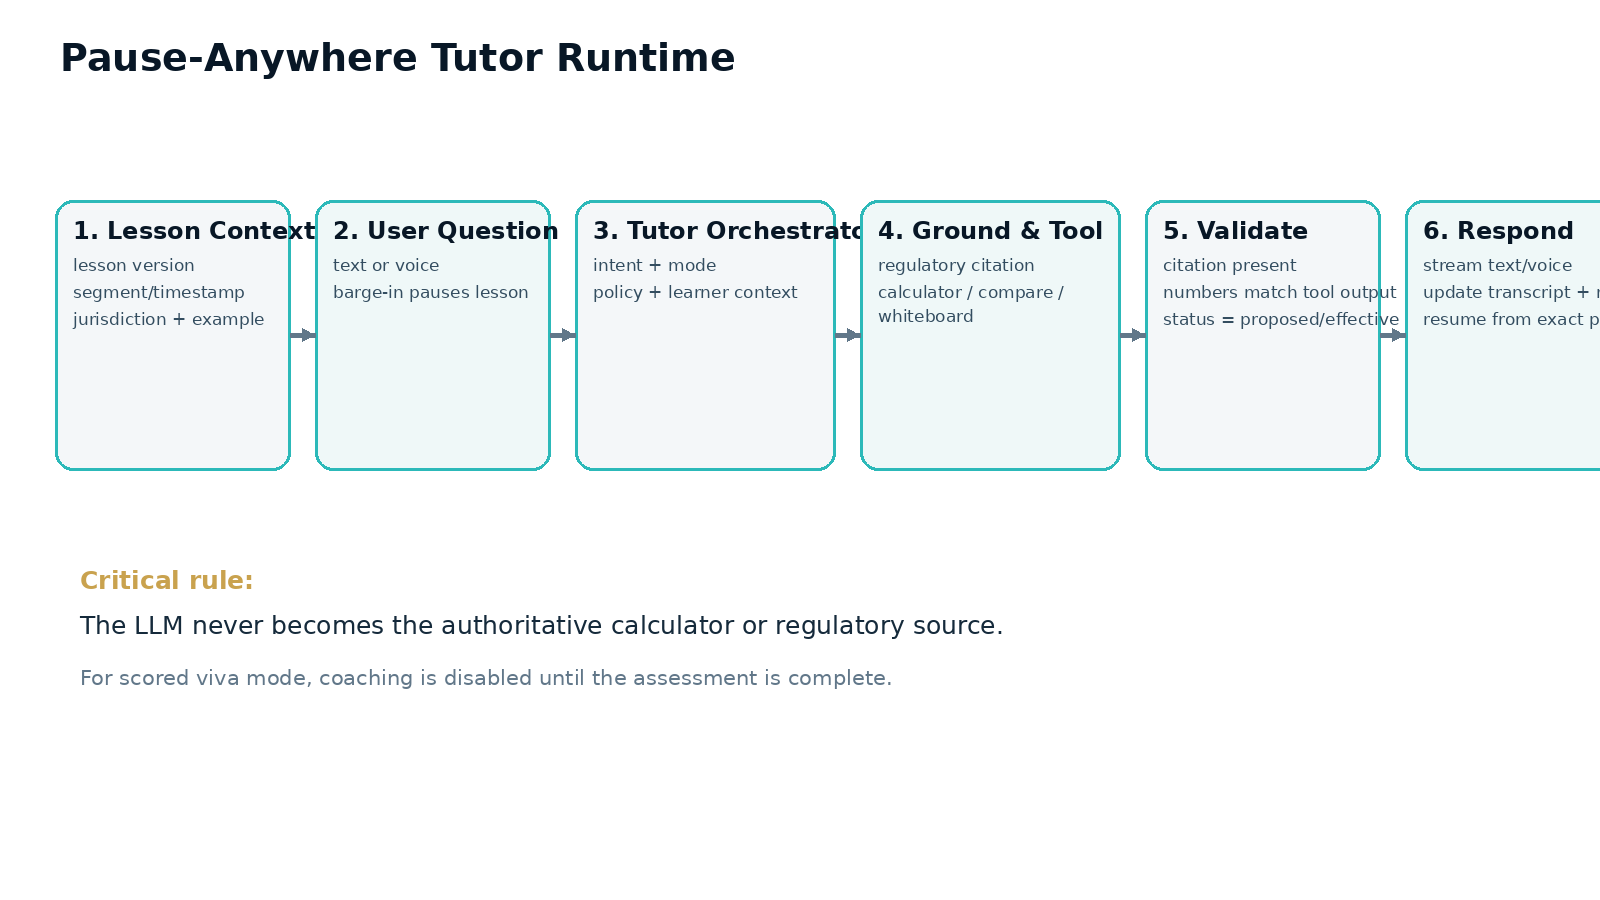 Pause-Anywhere Tutor Runtime
1. Lesson Context
lesson version
segment/timestamp
jurisdiction + example
2. User Question
text or voice
barge-in pauses lesson
3. Tutor Orchestrato
intent + mode
policy + learner context
4. Ground & Tool
regulatory citation
calculator / compare /
whiteboard
5. Validate
citation present
numbers match tool output
status = proposed/effective
6. Respond
stream text/voice
update transcript +
resume from exact
Critical rule:
The LLM never becomes the authoritative calculator or regulatory source.
For scored viva mode, coaching is disabled until the assessment is complete.